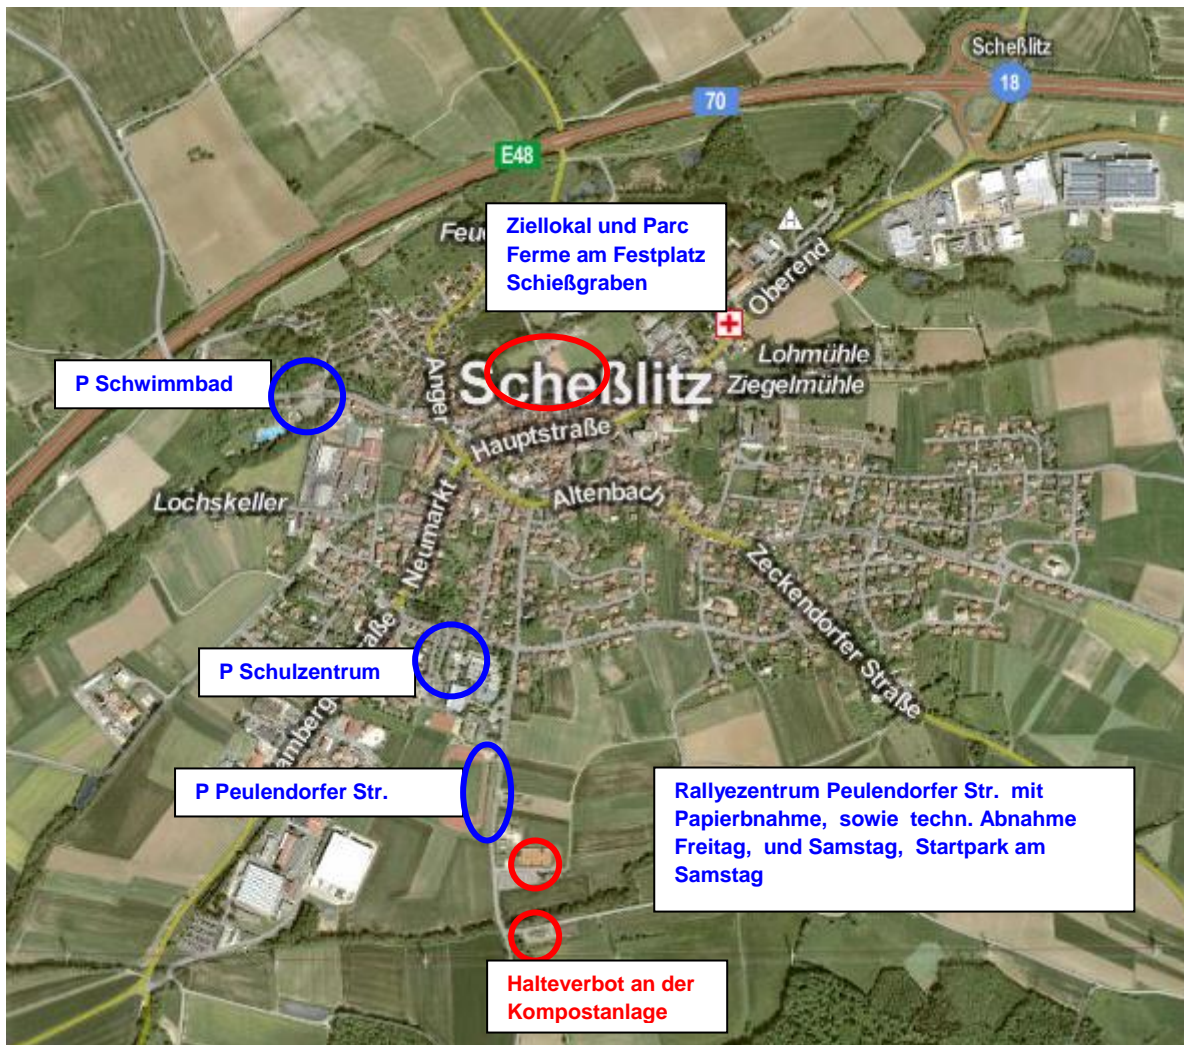 Scheßlitz
18
70
E48
Ziellokal und Parc
Ferme am Festplatz
Schießgraben
Feu
H
Oberend
P Schwimmbad
Anger
Scheßlitz
Lohmühle
Ziegelmühle
Hauptstraße
Altenbach
Lochskeller
Neumarkt
Zeckendorfer Straße
P Schulzentrum
amberg
raße
P Peulendorfer Str.
Rallyezentrum Peulendorfer Str. mit
Papierbnahme, sowie techn. Abnahme
Freitag, und Samstag, Startpark am
Samstag
Halteverbot an der
Kompostanlage